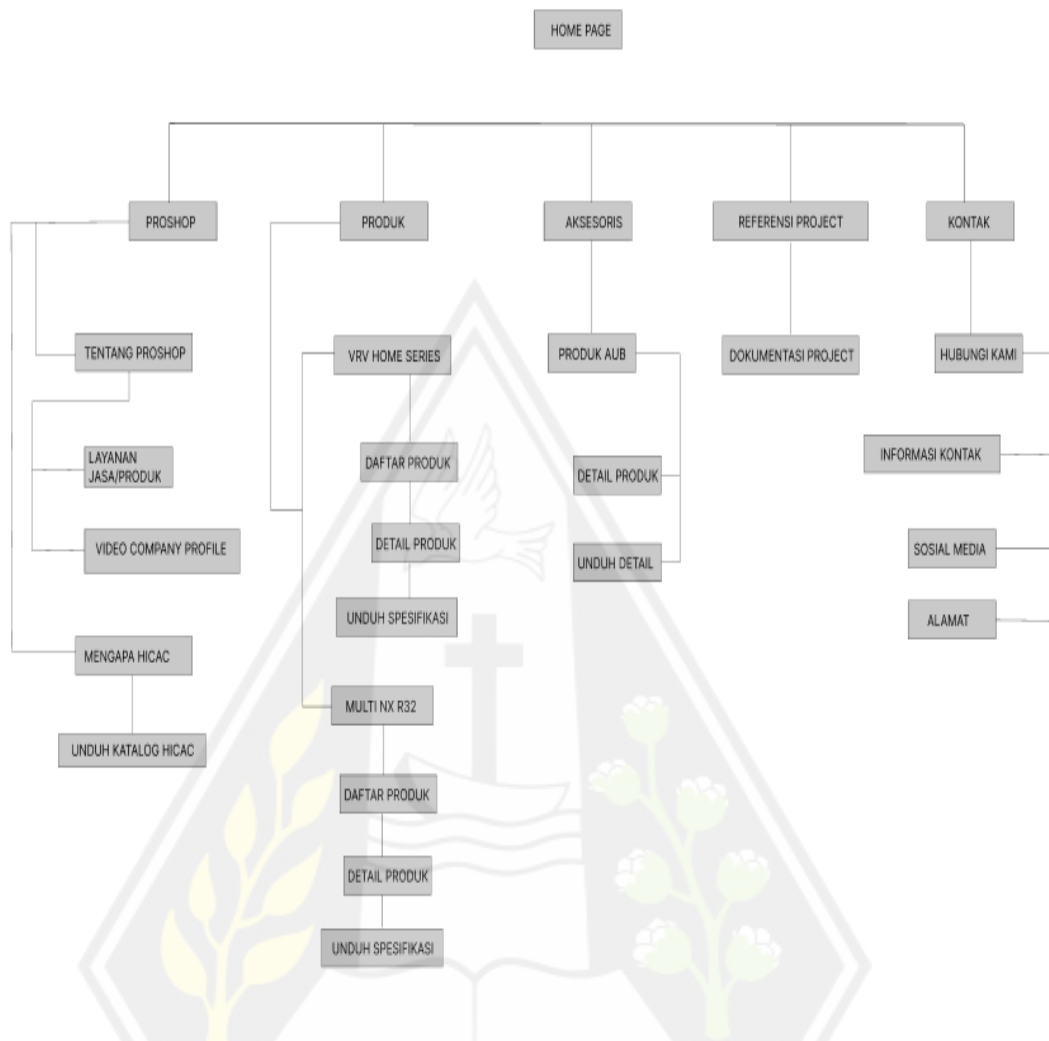 HOME PAGE
PROSHOP
PRODUK
AKSESORIS
REFERENSI PROJECT
KONTAK
TENTANG PROSHOP
LAYANAN
JASA/PRODUK
VIDEO COMPANY PROFILE
MENGAPA HICAC
UNDUH KATALOG HICAC
VRV HOME SERIES
DAFTAR PRODUK
DETAIL PRODUK
UNDUH SPESIFIKASI
MULTI NX R32
DAFTAR PRODUK
DETAIL PRODUK
UNDUH SPESIFIKASI
PRODUK AUB
DETAIL PRODUK
UNDUH DETAIL
DOKUMENTASI PROJECT
HUBUNGI KAMI
INFORMASI KONTAK
SOSIAL MEDIA
ALAMAT